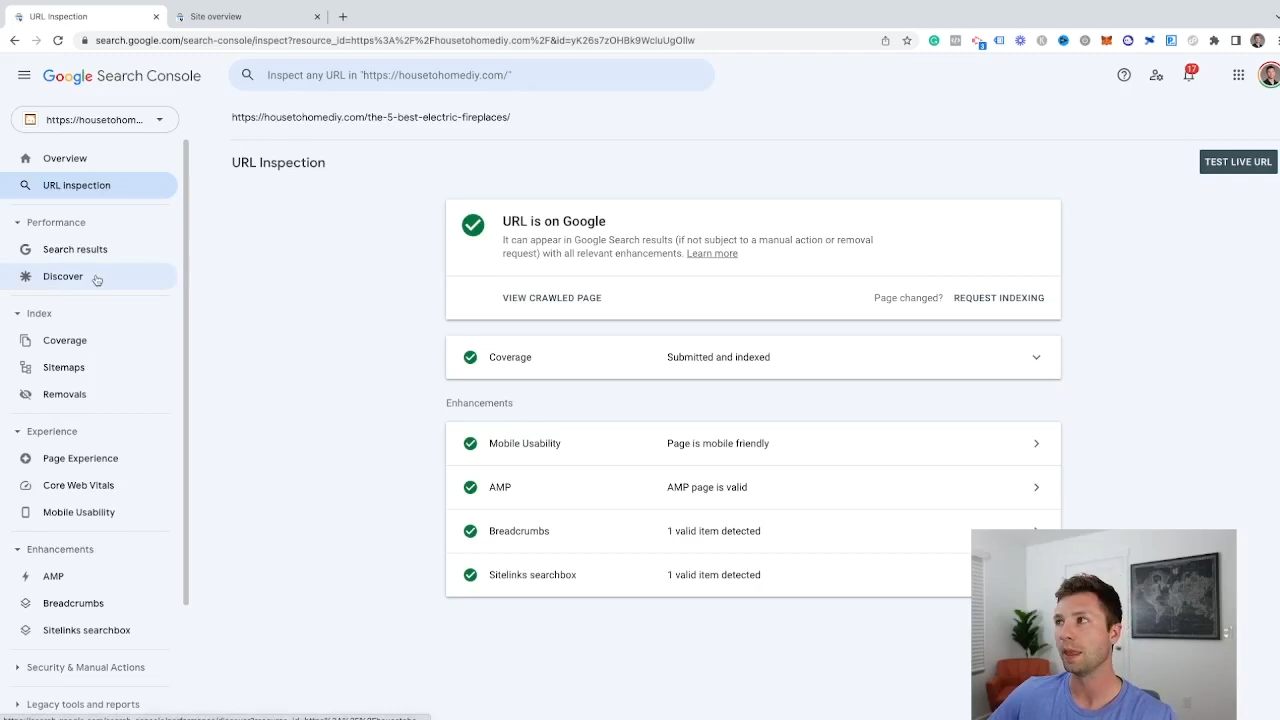 URL Inspection
Site overview
search.google.com/search-console/inspect?resource_id=https%3A%2F%2Fhousetohomediy.com%2F&id=yK26s7zOHBk9WcIuUgOIlw
3
Google Search Console
Inspect any URL in "https://housetohomediy.com/"
17
https://housetohom...
https://housetohomediy.com/the-5-best-electric-fireplaces/
Overview
URL Inspection
Performance
Search results
Discover
Index
Coverage
Sitemaps
Removals
Experience
Page Experience
Core Web Vitals
Mobile Usability
Enhancements
AMP
Breadcrumbs
Sitelinks searchbox
Security & Manual Actions
Legacy tools and reports
URL Inspection
TEST LIVE URL
URL is on Google
It can appear in Google Search results (if not subject to a manual action or removal
request) with all relevant enhancements. Learn more
VIEW CRAWLED PAGE
Page changed? REQUEST INDEXING
Coverage Submitted and indexed
Enhancements
Mobile Usability Page is mobile friendly
AMP AMP page is valid
Breadcrumbs 1 valid item detected
Sitelinks searchbox 1 valid item detected